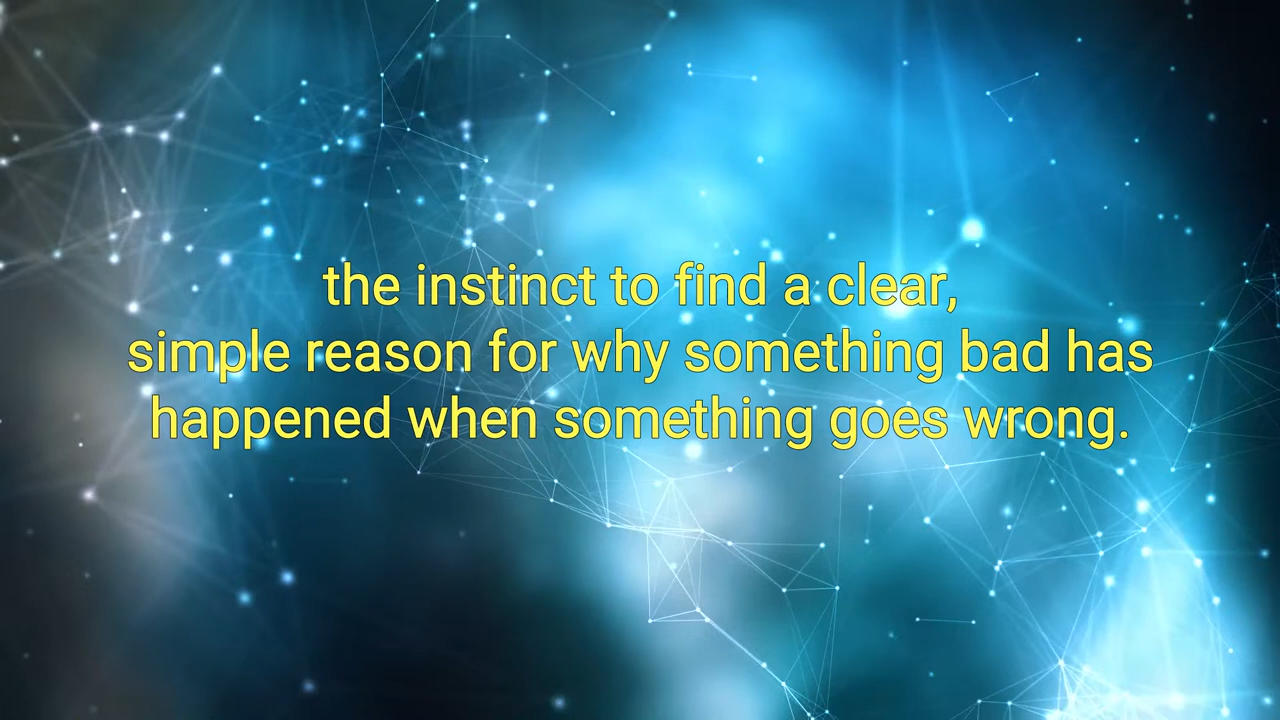 the instinct to find a clear,
simple reason for why something bad has
happened when something goes wrong.